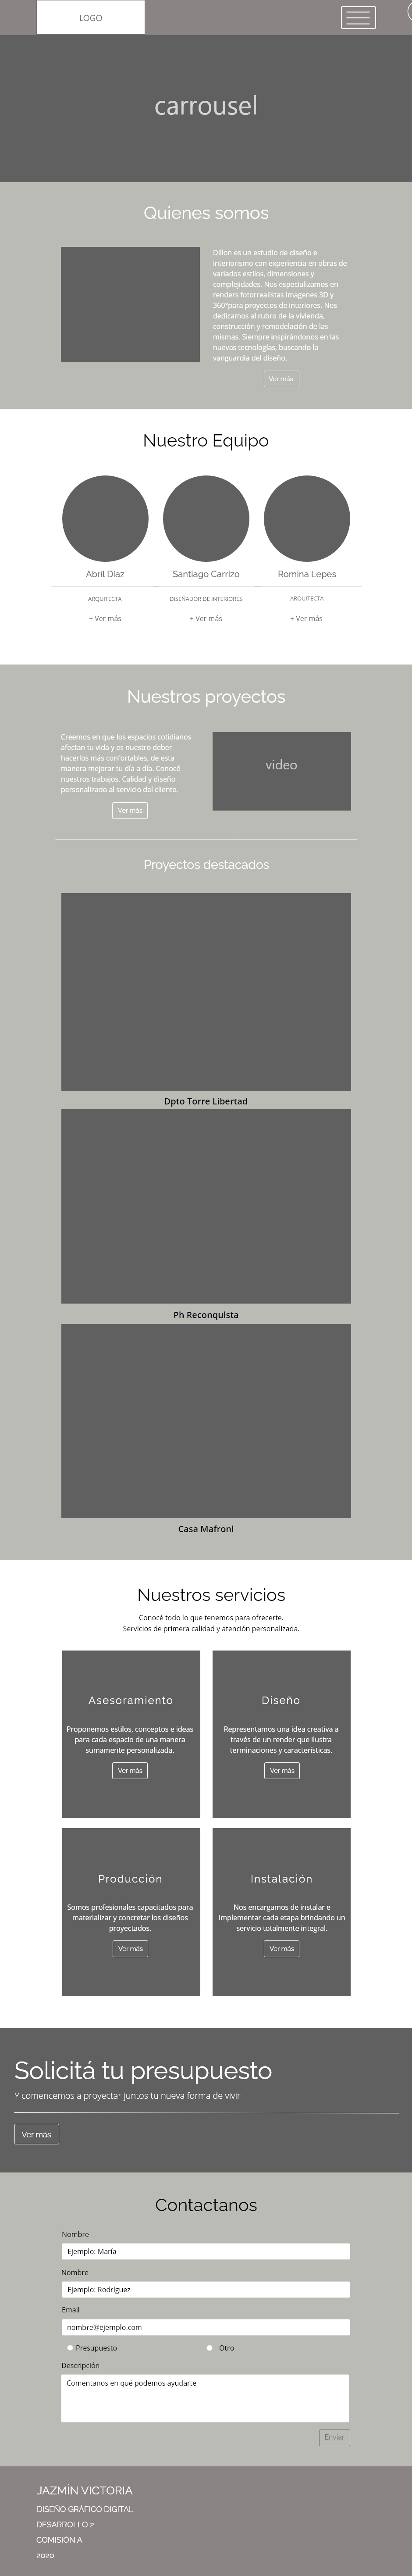 LOGO
carrousel
Quienes somos
Dillon es un estudio de diseño e
interiorismo con experiencia en obras de
variados estilos, dimensiones y
complejidades. Nos especializamos en
renders fotorrealistas imagenes 3D y
360°para proyectos de interiores. Nos
dedicamos al rubro de la vivienda,
construcción y remodelación de las
mismas. Siempre inspirándonos en las
nuevas tecnologías, buscando la
vanguardia del diseño.
Ver más
Nuestro Equipo
Abril Diaz
ARQUITECTA
+ Ver más
Santiago Carrizo
DISEÑADOR DE INTERIORES
+ Ver más
Romina Lepes
ARQUITECTA
+ Ver más
Nuestros proyectos
Creemos en que los espacios cotidianos
afectan tu vida y es nuestro deber
hacerlos más confortables, de esta
manera mejorar tu día a día. Conocé
nuestros trabajos. Calidad y diseño
personalizado al servicio del cliente.
Ver más
video
Proyectos destacados
Dpto Torre Libertad
Ph Reconquista
Casa Mafroni
Nuestros servicios
Conocé todo lo que tenemos para ofrecerte.
Servicios de primera calidad y atención personalizada.
Asesoramiento
Proponemos estilos, conceptos e ideas
para cada espacio de una manera
sumamente personalizada.
Ver más
Diseño
Representamos una idea creativa a
través de un render que ilustra
terminaciones y características.
Ver más
Producción
Somos profesionales capacitados para
materializar y concretar los diseños
proyectados.
Ver más
Instalación
Nos encargamos de instalar e
implementar cada etapa brindando un
servicio totalmente integral.
Ver más
Solicitá tu presupuesto
Y comencemos a proyectar juntos tu nueva forma de vivir
Ver más
Contactanos
Nombre
Ejemplo: María
Nombre
Ejemplo: Rodríguez
Email
nombre@ejemplo.com
Presupuesto
Otro
Descripción
Comentanos en qué podemos ayudarte
Enviar
JAZMÍN VICTORIA
DISEÑO GRÁFICO DIGITAL
DESARROLLO 2
COMISIÓN A
2020